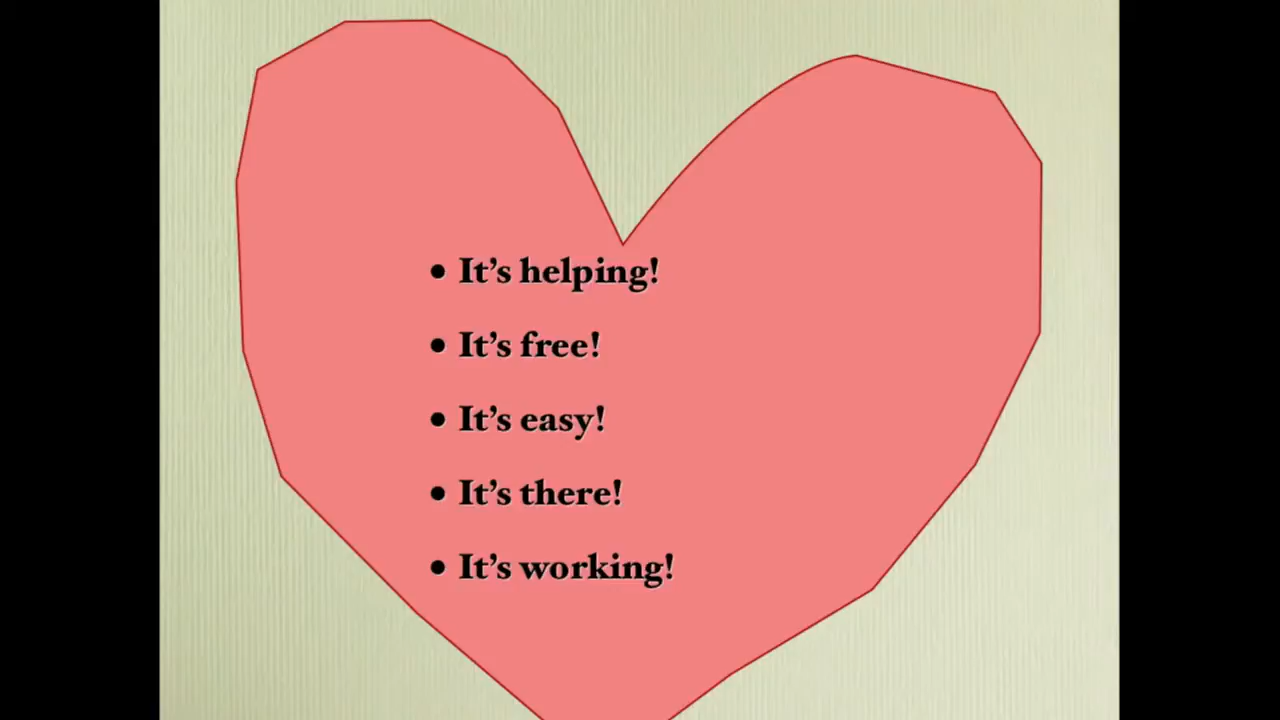 • It’s helping!
• It’s free!
• It’s easy!
• It’s there!
• It’s working!